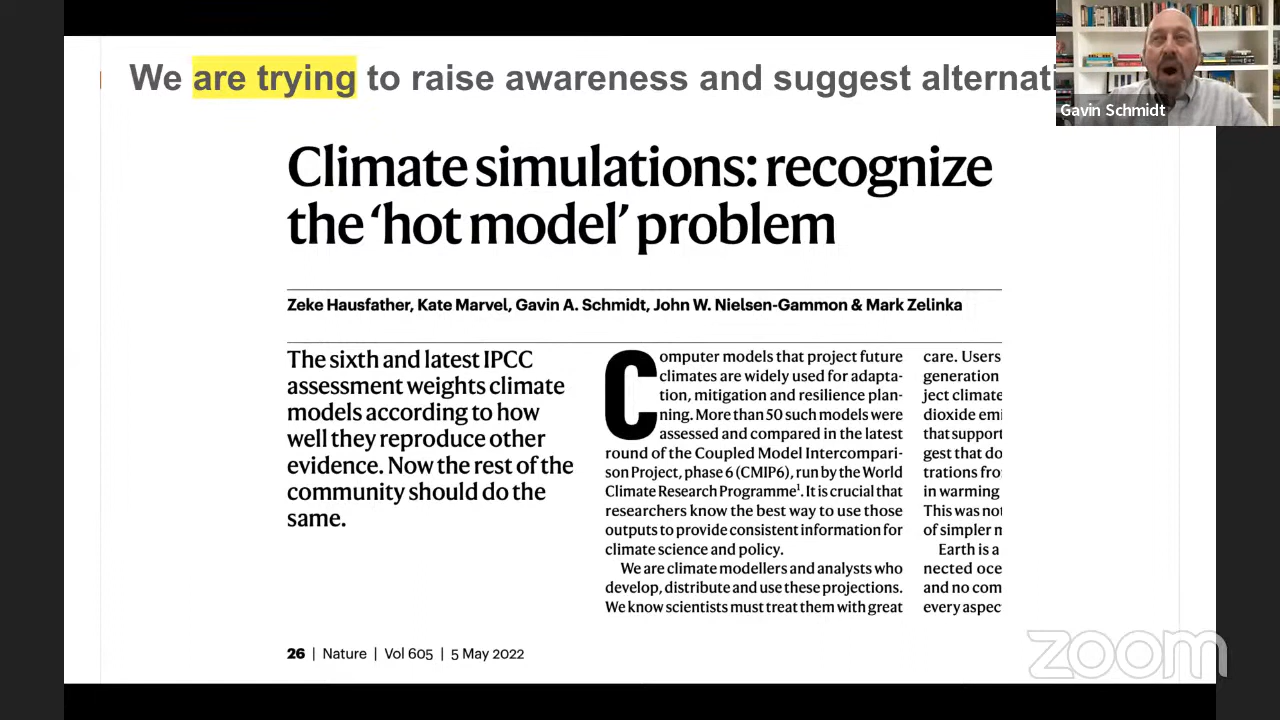 We are trying to raise awareness and suggest
Gavin Schmidt
Climate simulations: recognize
the ‘hot model’ problem
Zeke Hausfather, Kate Marvel, Gavin A. Schmidt, John W. Nielsen-Gammon & Mark Zelinka
The sixth and latest IPCC
assessment weights climate
models according to how
well they reproduce other
evidence. Now the rest of the
community should do the
same.
Computer models that project future
climates are widely used for adapta-
tion, mitigation and resilience plan-
ning. More than 50 such models were
assessed and compared in the latest
round of the Coupled Model Intercompari-
son Project, phase 6 (CMIP6), run by the World
Climate Research Programme¹. It is crucial that
researchers know the best way to use those
outputs to provide consistent information for
climate science and policy.
We are climate modellers and analysts who
develop, distribute and use these projections.
We know scientists must treat them with great
care. Users
generation
ject climate
dioxide emi
that support
gest that do
trations fro
in warming
This was not
of simpler m
Earth is a
nected oce
and no com
every aspec
26 | Nature | Vol 605 | 5 May 2022
zoom